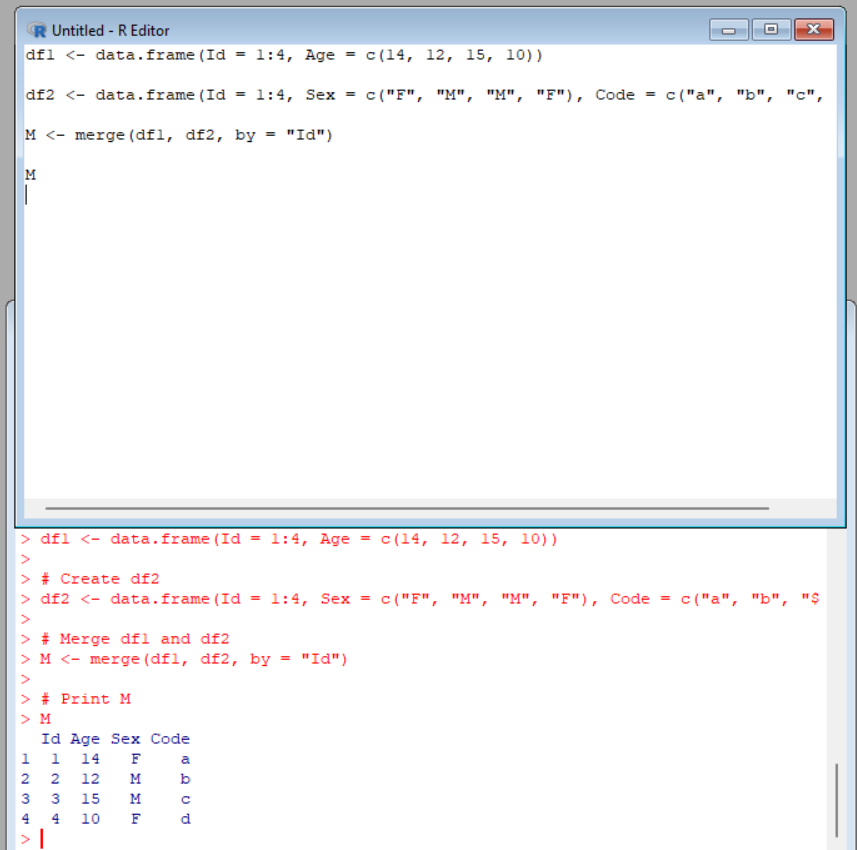 Untitled - R Editor
df1 <- data.frame(Id = 1:4, Age = c(14, 12, 15, 10))
df2 <- data.frame(Id = 1:4, Sex = c("F", "M", "M", "F"), Code = c("a", "b", "c",
M <- merge(df1, df2, by = "Id")
M
> df1 <- data.frame(Id = 1:4, Age = c(14, 12, 15, 10))
>
> # Create df2
> df2 <- data.frame(Id = 1:4, Sex = c("F", "M", "M", "F"), Code = c("a", "b", "$
>
> # Merge df1 and df2
> M <- merge(df1, df2, by = "Id")
>
> # Print M
> M
  Id Age Sex Code
1  1  14   F    a
2  2  12   M    b
3  3  15   M    c
4  4  10   F    d
>